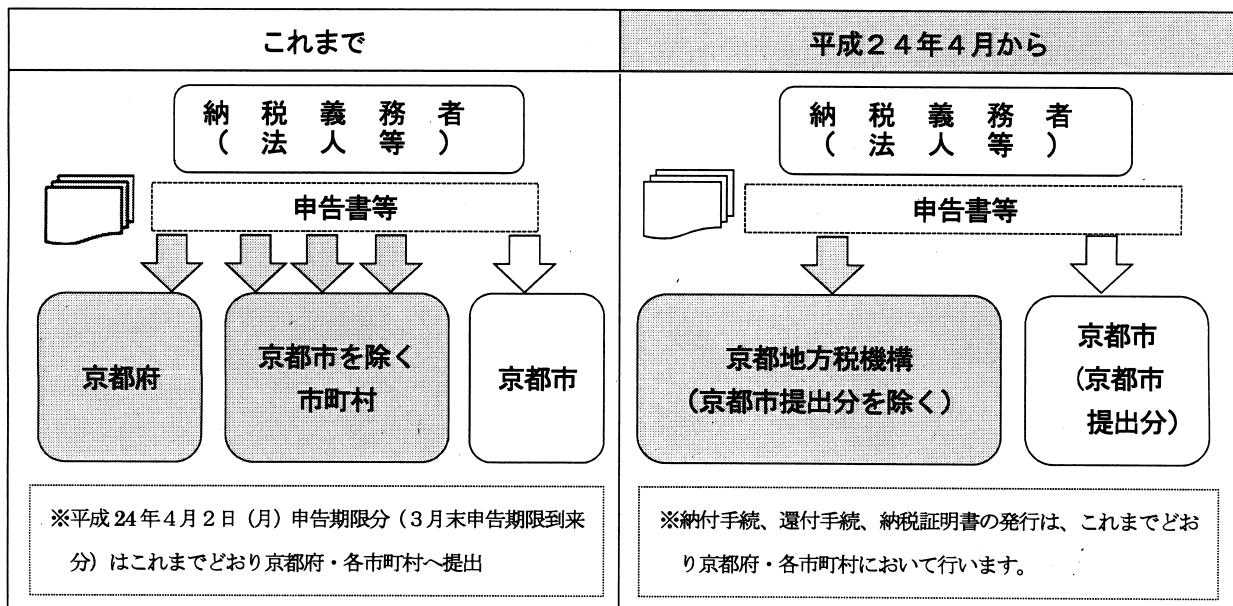 これまで
平成２４年４月から
納税義務者
（法人等）
申告書等
京都府
京都市を除く
市町村
京都市
※平成24年４月２日（月）申告期限分（３月末申告期限到来
分）はこれまでどおり京都府・各市町村へ提出
納税義務者
（法人等）
申告書等
京都地方税機構
（京都市提出分を除く）
京都市
（京都市
提出分）
※納付手続、還付手続、納税証明書の発行は、これまでどお
り京都府・各市町村において行います。